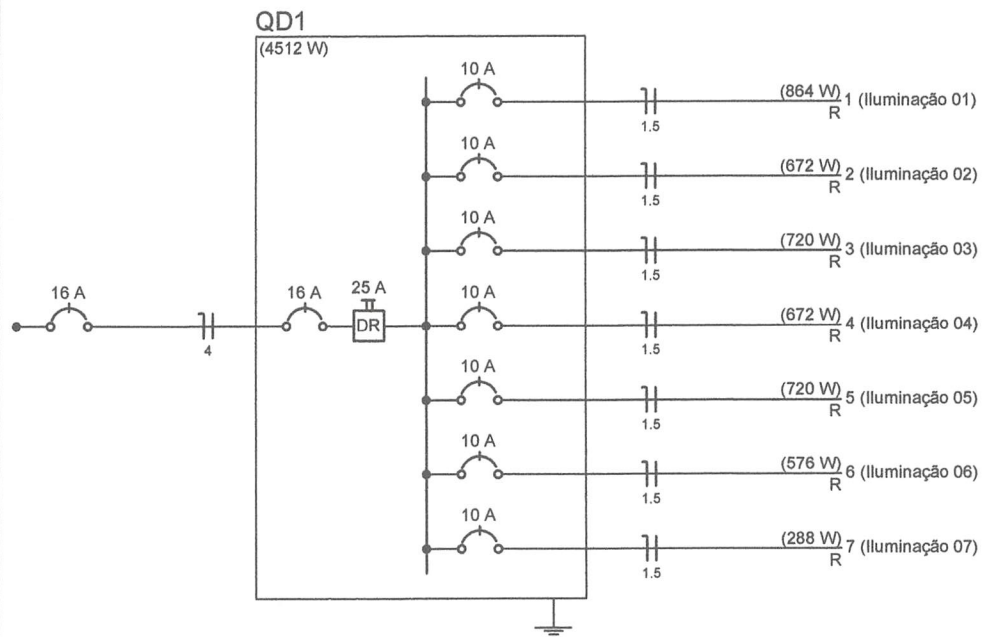 QD1
(4512 W)
10 A
(864 W)
1 (Iluminação 01)
R
1.5
10 A
(672 W)
2 (Iluminação 02)
R
1.5
10 A
(720 W)
3 (Iluminação 03)
R
1.5
16 A
16 A
25 A
DR
4
10 A
(672 W)
4 (Iluminação 04)
R
1.5
10 A
(720 W)
5 (Iluminação 05)
R
1.5
10 A
(576 W)
6 (Iluminação 06)
R
1.5
10 A
(288 W)
7 (Iluminação 07)
R
1.5